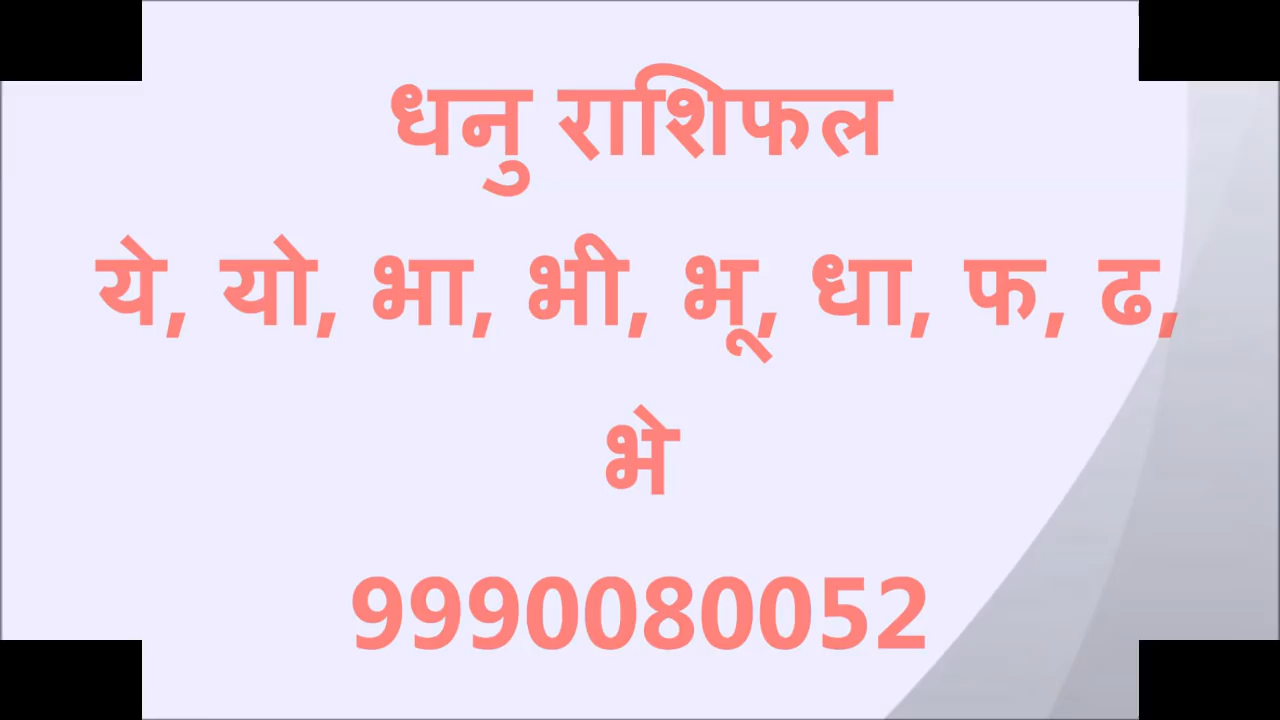 धनु राशिफल
ये, यो, भा, भी, भू, धा, फ, ढ,
भे
9990080052